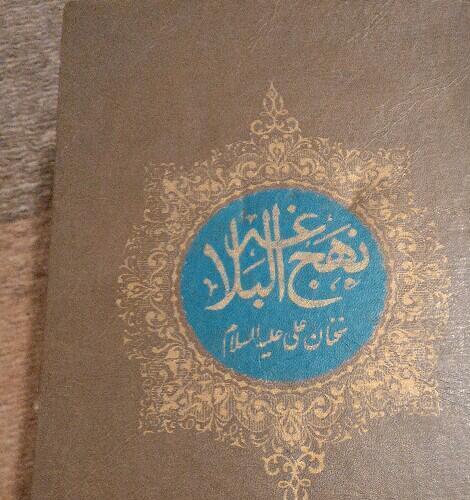 نهج البلاغه
سخنان علی علیه السلام